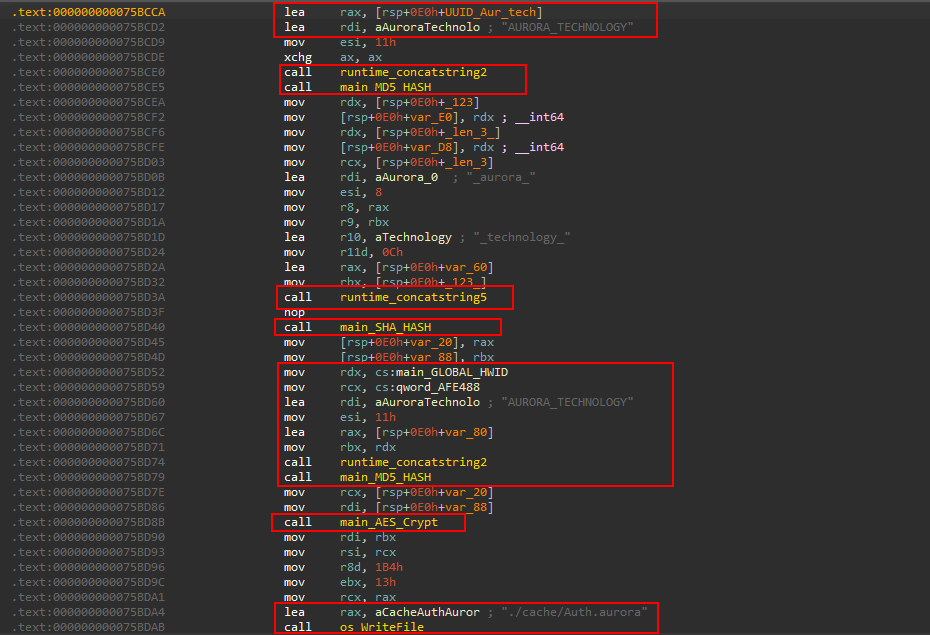 .text:000000000075BCCA lea rax, [rsp+0E0h+UUID_Aur_tech]
.text:000000000075BCD2 lea rdi, aAuroraTechnolo ; "AURORA_TECHNOLOGY"
.text:000000000075BCD9 mov esi, 11h
.text:000000000075BCDE xchg ax, ax
.text:000000000075BCE0 call runtime_concatstring2
.text:000000000075BCE5 call main_MD5_HASH
.text:000000000075BCEA mov rdx, [rsp+0E0h+_123]
.text:000000000075BCF2 mov [rsp+0E0h+var_E0], rdx ; __int64
.text:000000000075BCF6 mov rdx, [rsp+0E0h+_len_3_]
.text:000000000075BCFE mov [rsp+0E0h+var_D8], rdx ; __int64
.text:000000000075BD03 mov rcx, [rsp+0E0h+_len_3]
.text:000000000075BD0B lea rdi, aAurora_0 ; "_aurora_"
.text:000000000075BD12 mov esi, 8
.text:000000000075BD17 mov r8, rax
.text:000000000075BD1A mov r9, rbx
.text:000000000075BD1D lea r10, aTechnology ; "_technology_"
.text:000000000075BD24 mov r11d, 0Ch
.text:000000000075BD2A lea rax, [rsp+0E0h+var_60]
.text:000000000075BD32 mov rbx, [rsp+0E0h+_123_]
.text:000000000075BD3A call runtime_concatstring5
.text:000000000075BD3F nop
.text:000000000075BD40 call main_SHA_HASH
.text:000000000075BD45 mov [rsp+0E0h+var_20], rax
.text:000000000075BD4D mov [rsp+0E0h+var_88], rbx
.text:000000000075BD52 mov rdx, cs:main_GLOBAL_HWID
.text:000000000075BD59 mov rcx, cs:qword_AFE488
.text:000000000075BD60 lea rdi, aAuroraTechnolo ; "AURORA_TECHNOLOGY"
.text:000000000075BD67 mov esi, 11h
.text:000000000075BD6C lea rax, [rsp+0E0h+var_80]
.text:000000000075BD71 mov rbx, rdx
.text:000000000075BD74 call runtime_concatstring2
.text:000000000075BD79 call main_MD5_HASH
.text:000000000075BD7E mov rcx, [rsp+0E0h+var_20]
.text:000000000075BD86 mov rdi, [rsp+0E0h+var_88]
.text:000000000075BD8B call main_AES_Crypt
.text:000000000075BD90 mov rdi, rbx
.text:000000000075BD93 mov rsi, rcx
.text:000000000075BD96 mov r8d, 1B4h
.text:000000000075BD9C mov ebx, 13h
.text:000000000075BDA1 mov rcx, rax
.text:000000000075BDA4 lea rax, aCacheAuthAuror ; "./cache/Auth.aurora"
.text:000000000075BDAB call os_WriteFile